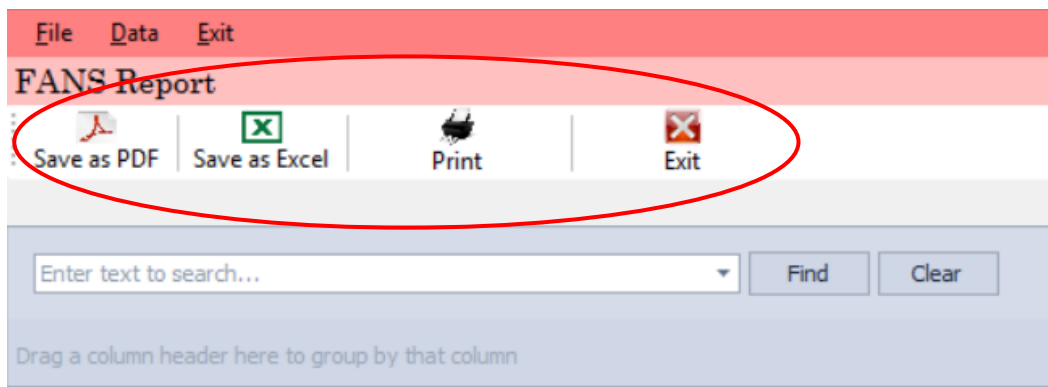 File Data Exit
FANS Report
Save as PDF Save as Excel Print Exit
Enter text to search... Find Clear
Drag a column header here to group by that column